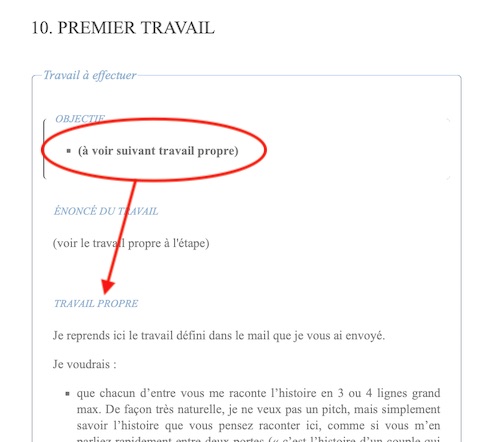 10. PREMIER TRAVAIL
Travail à effectuer
OBJECTIF
(à voir suivant travail propre)
ÉNONCÉ DU TRAVAIL
(voir le travail propre à l'étape)
TRAVAIL PROPRE
Je reprends ici le travail défini dans le mail que je vous ai envoyé.
Je voudrais :
que chacun d’entre vous me raconte l’histoire en 3 ou 4 lignes grand
max. De façon très naturelle, je ne veux pas un pitch, mais simplement
savoir l’histoire que vous pensez raconter ici, comme si vous m’en
parliez rapidement entre deux portes (« c’est l’histoire d’un couple qui